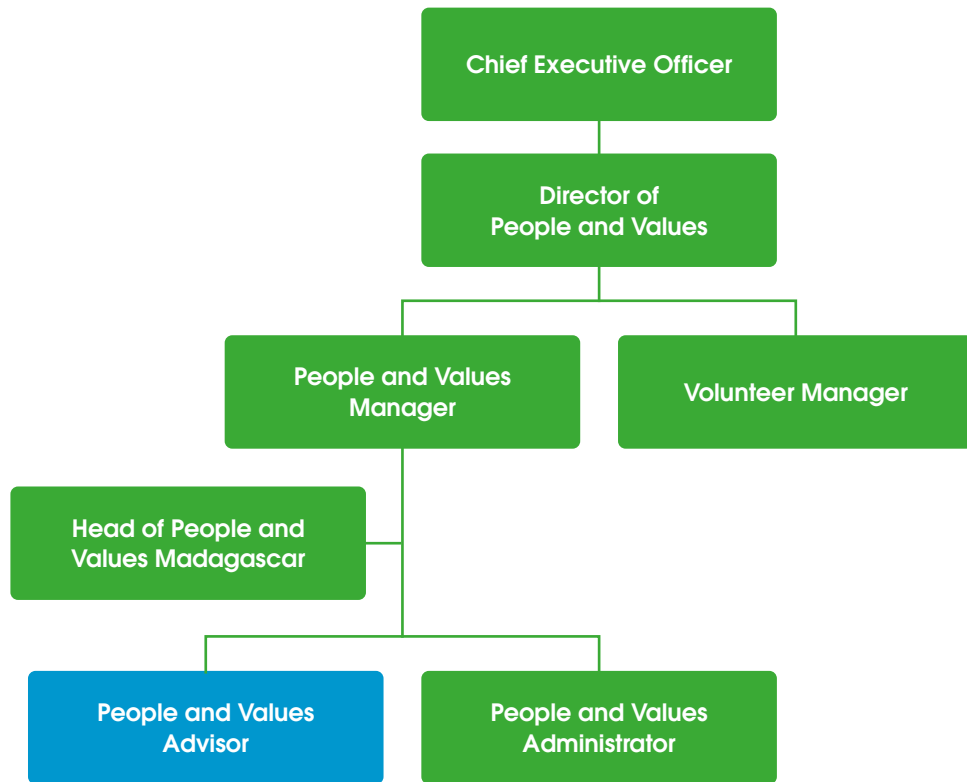 Chief Executive Officer
Director of
People and Values
People and Values
Manager
Volunteer Manager
Head of People and
Values Madagascar
People and Values
Advisor
People and Values
Administrator